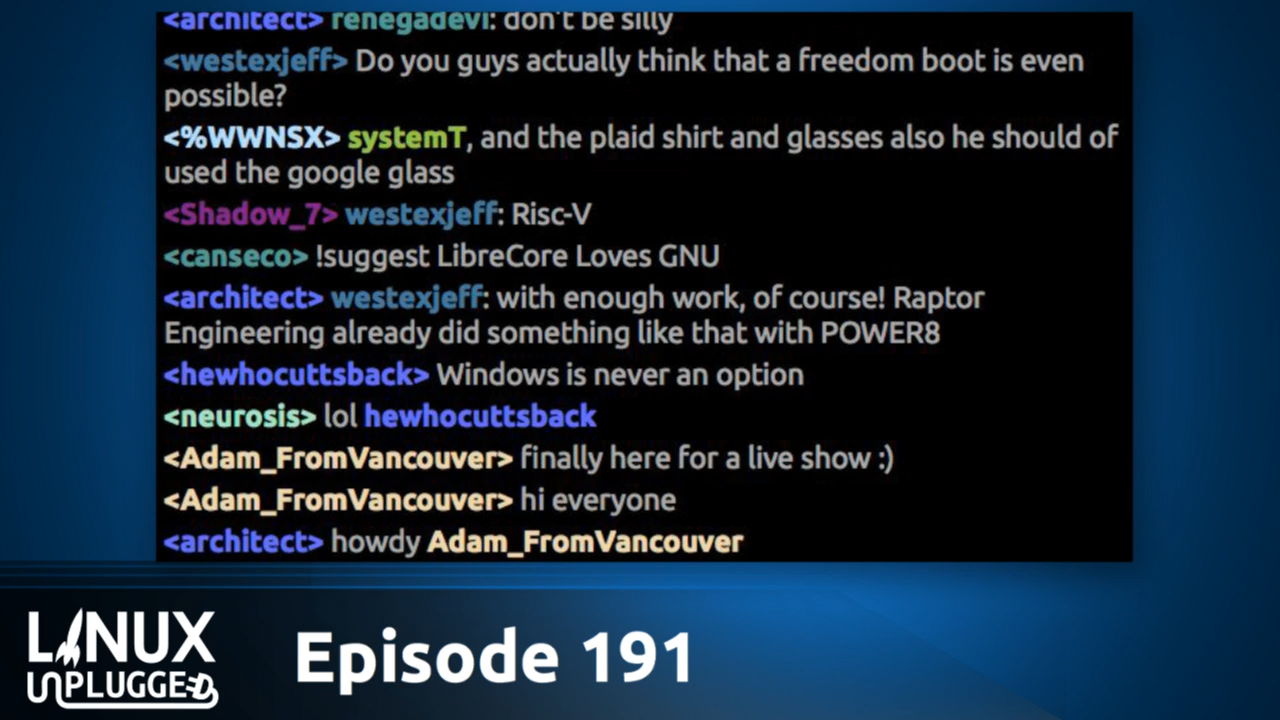 <architect> renegadevi: don't be silly
<westexjeff> Do you guys actually think that a freedom boot is even
possible?
<%WWNSX> systemT, and the plaid shirt and glasses also he should of
used the google glass
<Shadow_7> westexjeff: Risc-V
<canseco> !suggest LibreCore Loves GNU
<architect> westexjeff: with enough work, of course! Raptor
Engineering already did something like that with POWER8
<hewhocuttsback> Windows is never an option
<neurosis> lol hewhocuttsback
<Adam_FromVancouver> finally here for a live show :)
<Adam_FromVancouver> hi everyone
<architect> howdy Adam_FromVancouver
LINUX
UNPLUGGED
Episode 191